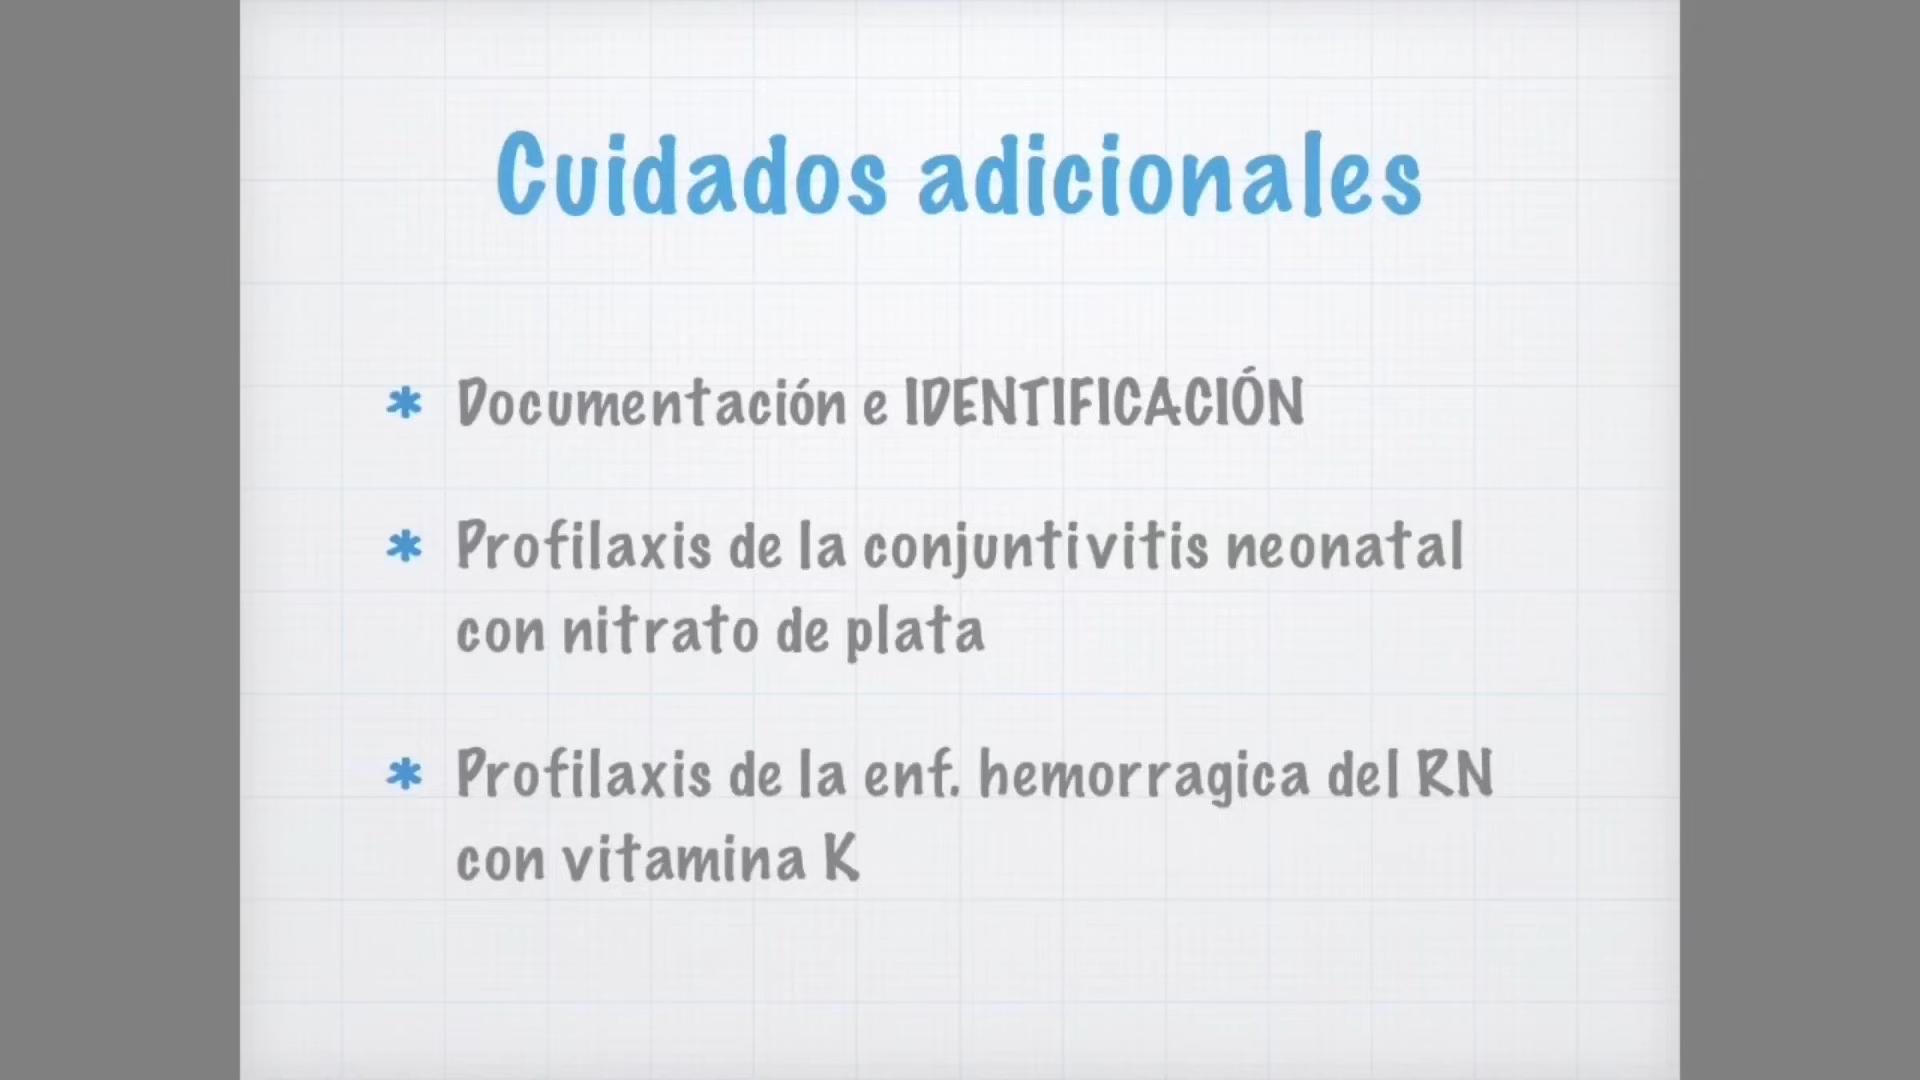 Cuidados adicionales
* Documentación e IDENTIFICACIÓN
* Profilaxis de la conjuntivitis neonatal
con nitrato de plata
* Profilaxis de la enf. hemorragica del RN
con vitamina K